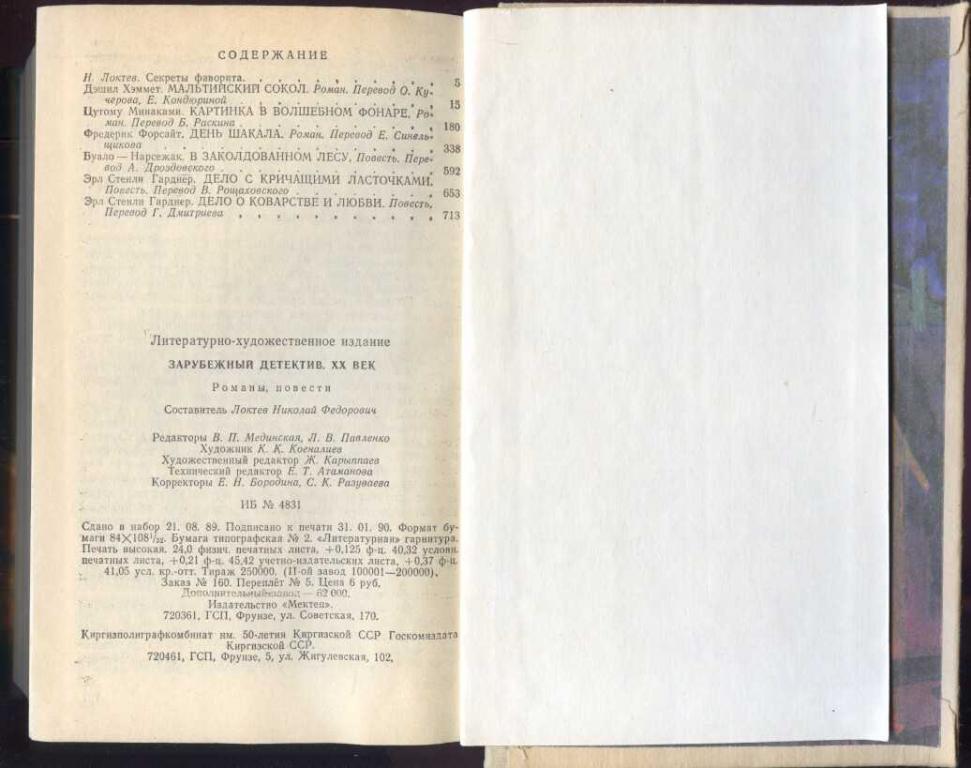 СОДЕРЖАНИЕ
Н. Локтев. Секреты фаворита. . . . . . . . . . 5
Дэшил Хэммет. МАЛЬТИЙСКИЙ СОКОЛ. Роман. Перевод О. Ку-
черова, Е. Кондюриной . . . . . . . . . . 15
Цутому Минаками. КАРТИНКА В ВОЛШЕБНОМ ФОНАРЕ. Ро-
ман. Перевод Б. Раскина . . . . . . . . . . 180
Фредерик Форсайт. ДЕНЬ ШАКАЛА. Роман. Перевод Е. Синель-
щикова . . . . . . . . . . 338
Буало — Нарсежак. В ЗАКОЛДОВАННОМ ЛЕСУ. Повесть. Пере-
вод А. Дроздовского . . . . . . . . . . 592
Эрл Стенли Гарднер. ДЕЛО С КРИЧАЩИМИ ЛАСТОЧКАМИ.
Повесть. Перевод В. Рощаховского . . . . . . . . 653
Эрл Стенли Гарднер. ДЕЛО О КОВАРСТВЕ И ЛЮБВИ. Повесть.
Перевод Г. Дмитриева . . . . . . . . . . 713
Литературно-художественное издание
ЗАРУБЕЖНЫЙ ДЕТЕКТИВ. XX ВЕК
Романы, повести
Составитель Локтев Николай Федорович
Редакторы В. П. Мединская, Л. В. Павленко
Художник К. К. Коеналиев
Художественный редактор Ж. Карыппаев
Технический редактор Е. Т. Атаманова
Корректоры Е. Н. Бородина, С. К. Разуваева
ИБ № 4831
Сдано в набор 21. 08. 89. Подписано к печати 31. 01. 90. Формат бу-
маги 84×108¹/₃₂. Бумага типографская № 2. «Литературная» гарнитура.
Печать высокая. 24,0 физич. печатных листа, +0,125 ф-ц. 40,32 условн.
печатных листа, +0,21 ф-ц. 45,42 учетно-издательских листа, +0,37 ф-ц.
41,05 усл. кр.-отт. Тираж 250000. (II-ой завод 100001—200000).
Заказ № 160. Переплёт № 5. Цена 6 руб.
Дополнительный завод — 62 000.
Издательство «Мектеп».
720361, ГСП, Фрунзе, ул. Советская, 170.
Киргизполиграфкомбинат им. 50-летия Киргизской ССР Госкомиздата
Киргизской ССР.
720461, ГСП, Фрунзе, 5, ул. Жигулевская, 102.